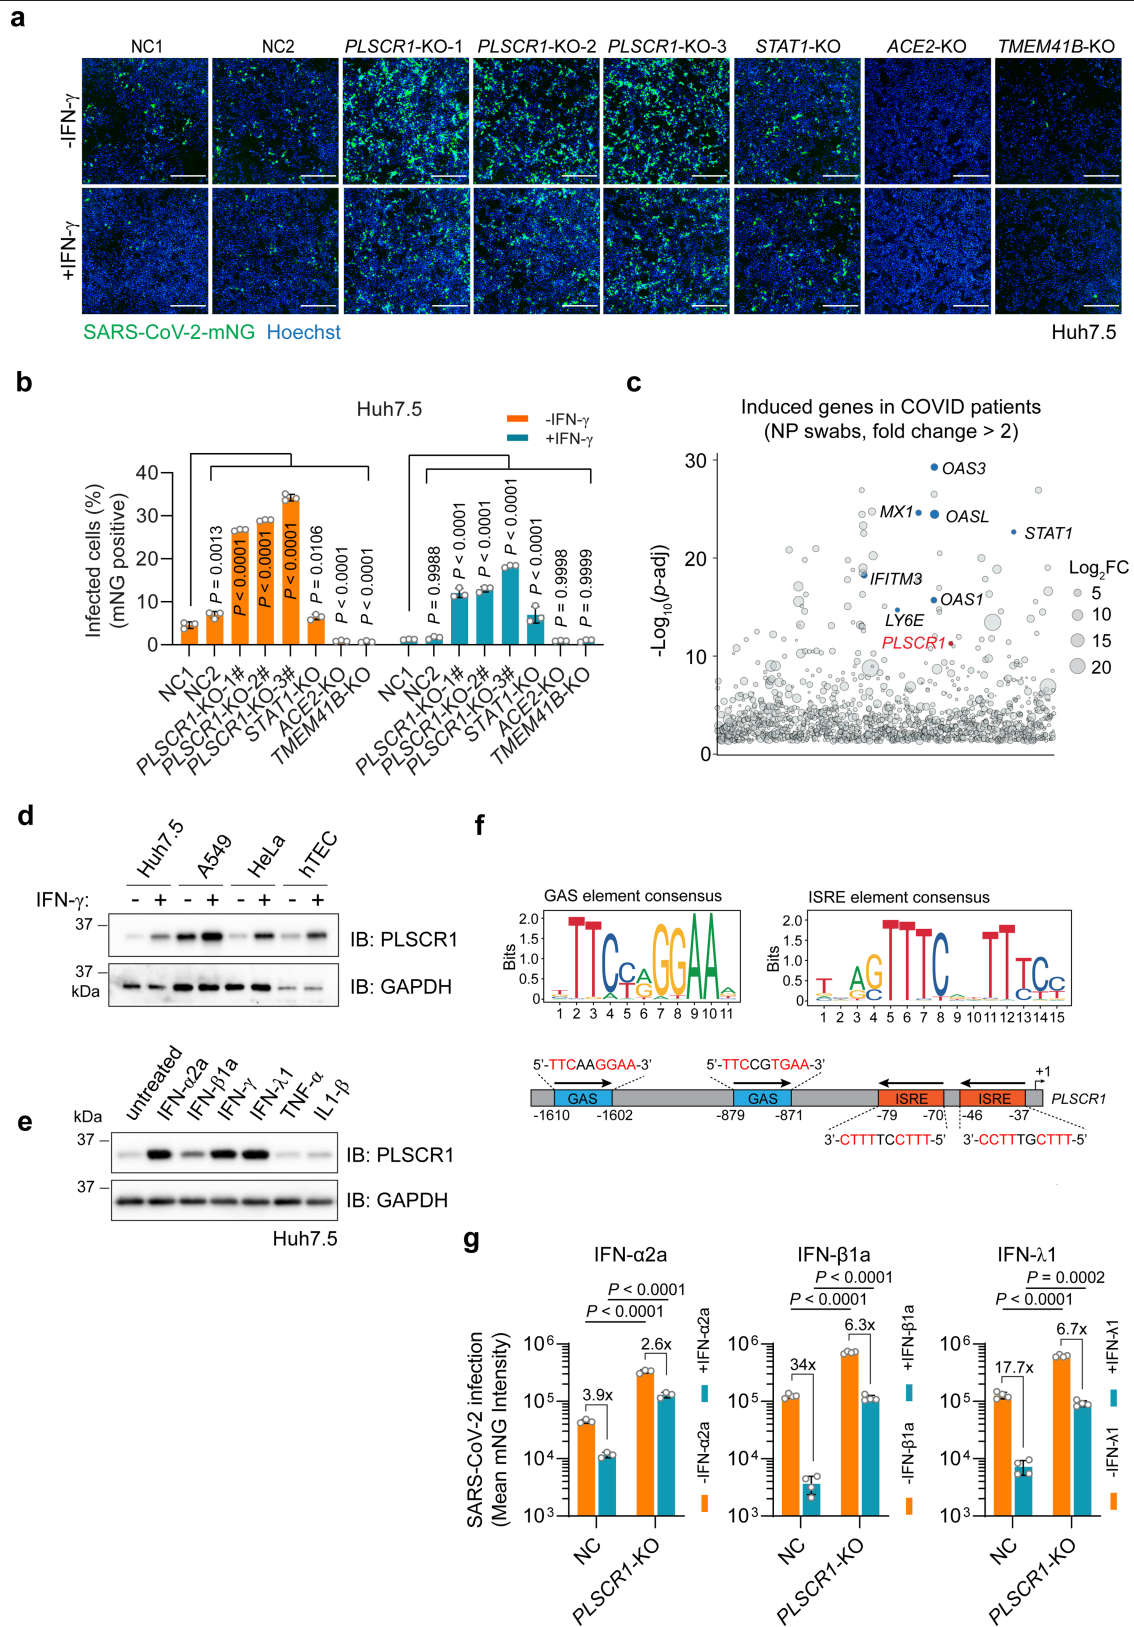 a
NC1 NC2 PLSCR1-KO-1 PLSCR1-KO-2 PLSCR1-KO-3 STAT1-KO ACE2-KO TMEM41B-KO
-IFN-γ
+IFN-γ
SARS-CoV-2-mNG Hoechst Huh7.5
b
Huh7.5
-IFN-γ
+IFN-γ
Infected cells (%)
(mNG positive)
40
30
20
10
0
P = 0.0013
P < 0.0001
P < 0.0001
P < 0.0001
P = 0.0106
P < 0.0001
P < 0.0001
P = 0.9998
P < 0.0001
P < 0.0001
P < 0.0001
P < 0.0001
P = 0.9998
P = 0.9999
NC1
NC2
PLSCR1-KO-1#
PLSCR1-KO-2#
PLSCR1-KO-3#
STAT1-KO
ACE2-KO
TMEM41B-KO
NC1
NC2
PLSCR1-KO-1#
PLSCR1-KO-2#
PLSCR1-KO-3#
STAT1-KO
ACE2-KO
TMEM41B-KO
c
Induced genes in COVID patients
(NP swabs, fold change > 2)
-Log10(p-adj)
30
20
10
0
OAS3
MX1
OASL
STAT1
IFITM3
OAS1
LY6E
PLSCR1
Log2FC
5
10
15
20
d
Huh7.5 A549 HeLa hTEC
IFN-γ: - + - + - + - +
37
IB: PLSCR1
37
kDa
IB: GAPDH
e
kDa
untreated IFN-α2a IFN-β1a IFN-γ IFN-λ1 TNF-α IL1-β
37
IB: PLSCR1
37
IB: GAPDH
Huh7.5
f
GAS element consensus
Bits
2.0
1.5
1.0
0.5
0
1 2 3 4 5 6 7 8 9 10 11
ISRE element consensus
Bits
2.0
1.5
1.0
0.5
0.0
1 2 3 4 5 6 7 8 9 10 11 12 13 14 15
5'-TTCAAGGAA-3' 5'-TTCCGTGAA-3'
+1
GAS GAS ISRE ISRE PLSCR1
-1610 -1602 -879 -871 -79 -70 -46 -37
3'-CTTTTCCTTT-5' 3'-CCTTTGCTTT-5'
g
SARS-CoV-2 infection
(Mean mNG Intensity)
IFN-α2a
P < 0.0001
P < 0.0001
10⁶
10⁵
10⁴
10³
3.9x
2.6x
NC
PLSCR1-KO
+IFN-α2a
-IFN-α2a
IFN-β1a
P < 0.0001
P < 0.0001
10⁶
10⁵
10⁴
10³
34x
6.3x
NC
PLSCR1-KO
+IFN-β1a
-IFN-β1a
IFN-λ1
P = 0.0002
P < 0.0001
10⁶
10⁵
10⁴
10³
17.7x
6.7x
NC
PLSCR1-KO
+IFN-λ1
-IFN-λ1